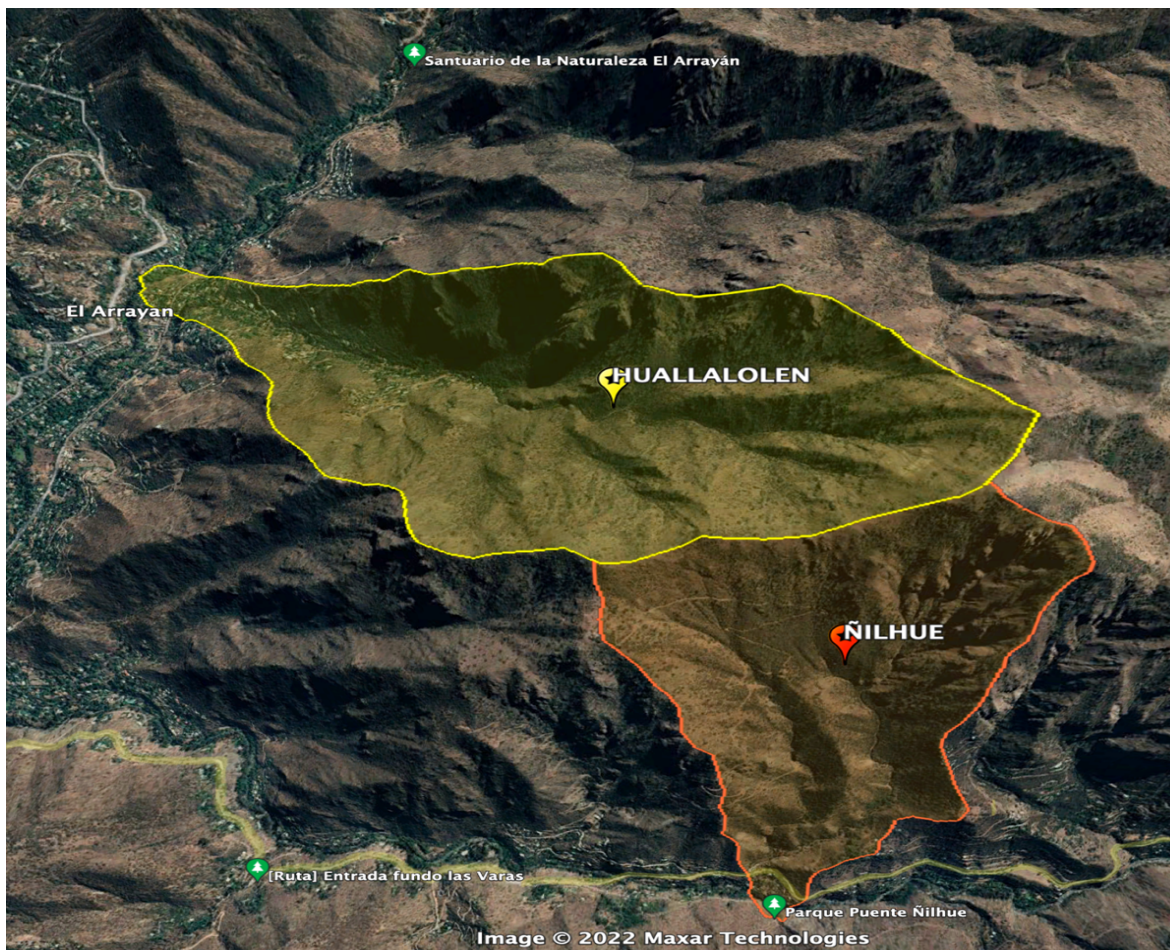 Santuario de la Naturaleza El Arrayán
El Arrayan
HUALLALOLEN
ÑILHUE
[Ruta] Entrada fundo las Varas
Parque Puente Ñilhue
Image © 2022 Maxar Technologies